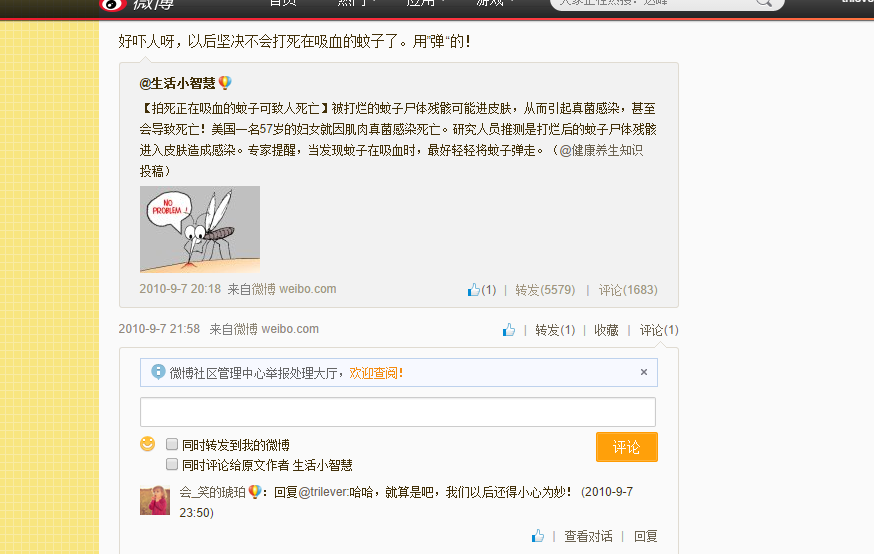 微博 首页 热门 应用 游戏
好吓人呀，以后坚决不会打死在吸血的蚊子了。用"弹"的！
@生活小智慧
【拍死正在吸血的蚊子可致人死亡】被打烂的蚊子尸体残骸可能进皮肤，从而引起真菌感染，甚至
会导致死亡！美国一名57岁的妇女就因肌肉真菌感染死亡。研究人员推测是打烂后的蚊子尸体残骸
进入皮肤造成感染。专家提醒，当发现蚊子在吸血时，最好轻轻将蚊子弹走。（@健康养生知识
投稿）
NO
PROBLEM !
2010-9-7 20:18 来自微博 weibo.com (1) | 转发(5579) | 评论(1683)
2010-9-7 21:58 来自微博 weibo.com | 转发(1) | 收藏 | 评论(1)
微博社区管理中心举报处理大厅，欢迎查阅！ ×
同时转发到我的微博 评论
同时评论给原文作者 生活小智慧
会_笑的琥珀：回复@trilever:哈哈，就算是吧，我们以后还得小心为妙！ (2010-9-7
23:50)
| 查看对话 | 回复